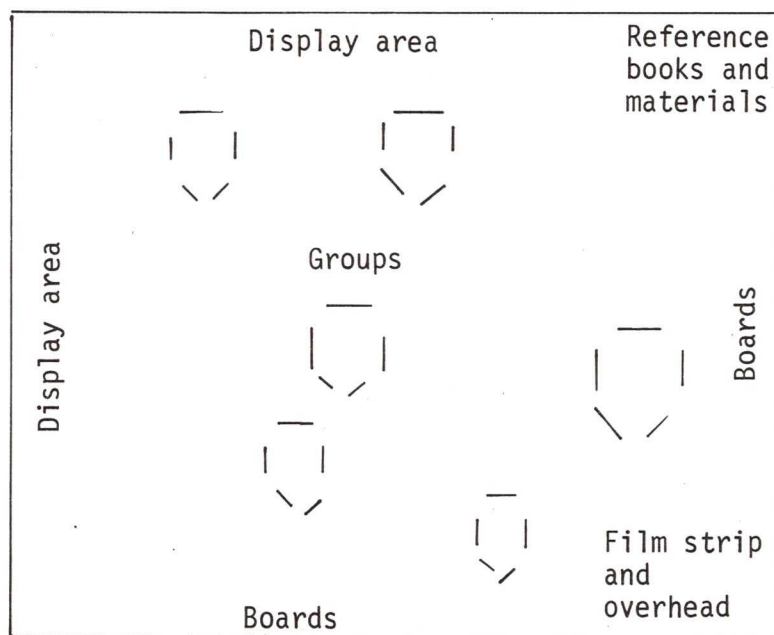 Display area
Reference
books and
materials
Groups
Display area
Boards
Film strip
and
overhead
Boards